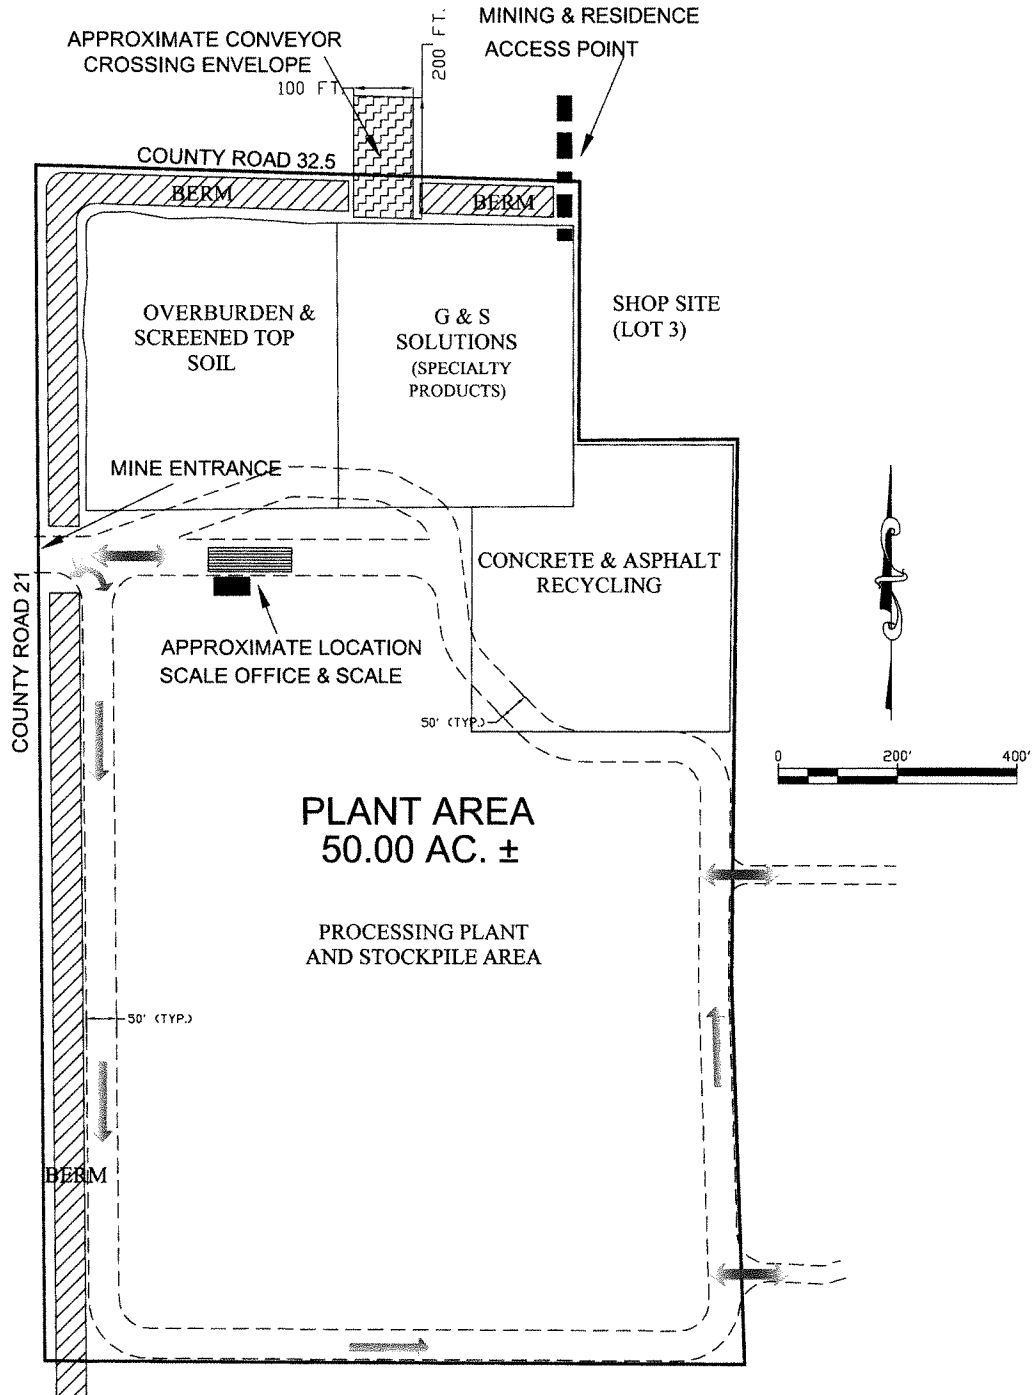 MINING & RESIDENCE
ACCESS POINT
APPROXIMATE CONVEYOR
CROSSING ENVELOPE
200 FT.
100 FT.
COUNTY ROAD 32.5
BERM
BERM
OVERBURDEN &
SCREENED TOP
SOIL
G & S
SOLUTIONS
(SPECIALTY
PRODUCTS)
SHOP SITE
(LOT 3)
MINE ENTRANCE
CONCRETE & ASPHALT
RECYCLING
COUNTY ROAD 21
APPROXIMATE LOCATION
SCALE OFFICE & SCALE
50' (TYP.)
0 200' 400'
PLANT AREA
50.00 AC. ±
PROCESSING PLANT
AND STOCKPILE AREA
50' (TYP.)
BERM